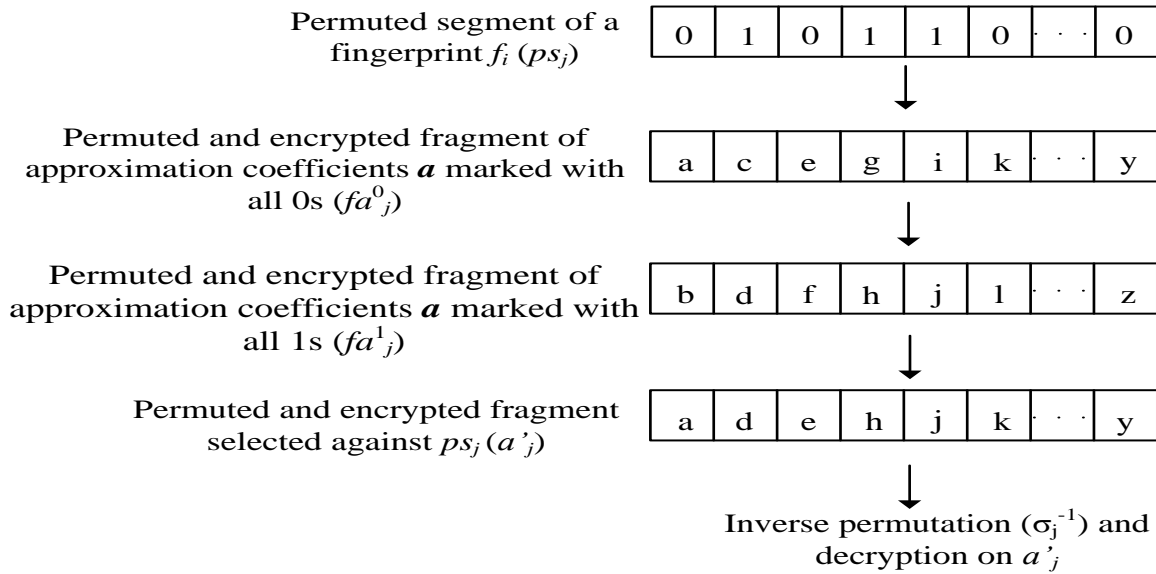 Permuted segment of a
fingerprint fi (psj)
0 1 0 1 1 0 · · · 0
Permuted and encrypted fragment of
approximation coefficients a marked with
all 0s (fa⁰j)
a c e g i k · · · y
Permuted and encrypted fragment of
approximation coefficients a marked with
all 1s (fa¹j)
b d f h j l · · · z
Permuted and encrypted fragment
selected against psj (a’j)
a d e h j k · · · y
Inverse permutation (σj⁻¹) and
decryption on a’j